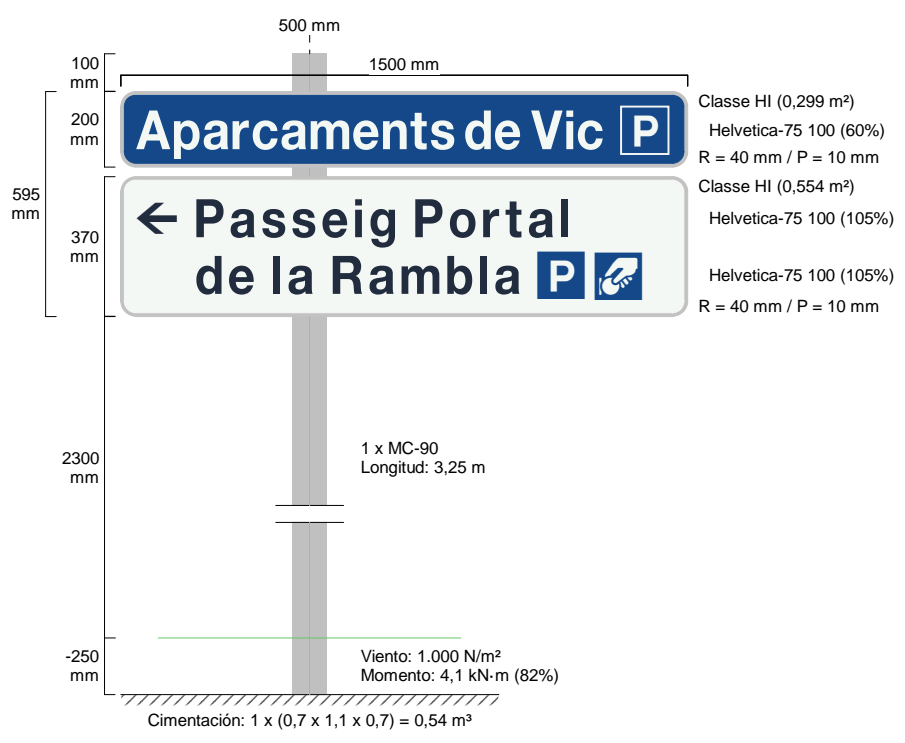 500 mm
100 mm
1500 mm
200 mm
Aparcaments de Vic P
Classe HI (0,299 m²)
Helvetica-75 100 (60%)
R = 40 mm / P = 10 mm
595 mm
370 mm
← Passeig Portal
de la Rambla P
Classe HI (0,554 m²)
Helvetica-75 100 (105%)
Helvetica-75 100 (105%)
R = 40 mm / P = 10 mm
2300 mm
1 x MC-90
Longitud: 3,25 m
-250 mm
Viento: 1.000 N/m²
Momento: 4,1 kN·m (82%)
Cimentación: 1 x (0,7 x 1,1 x 0,7) = 0,54 m³